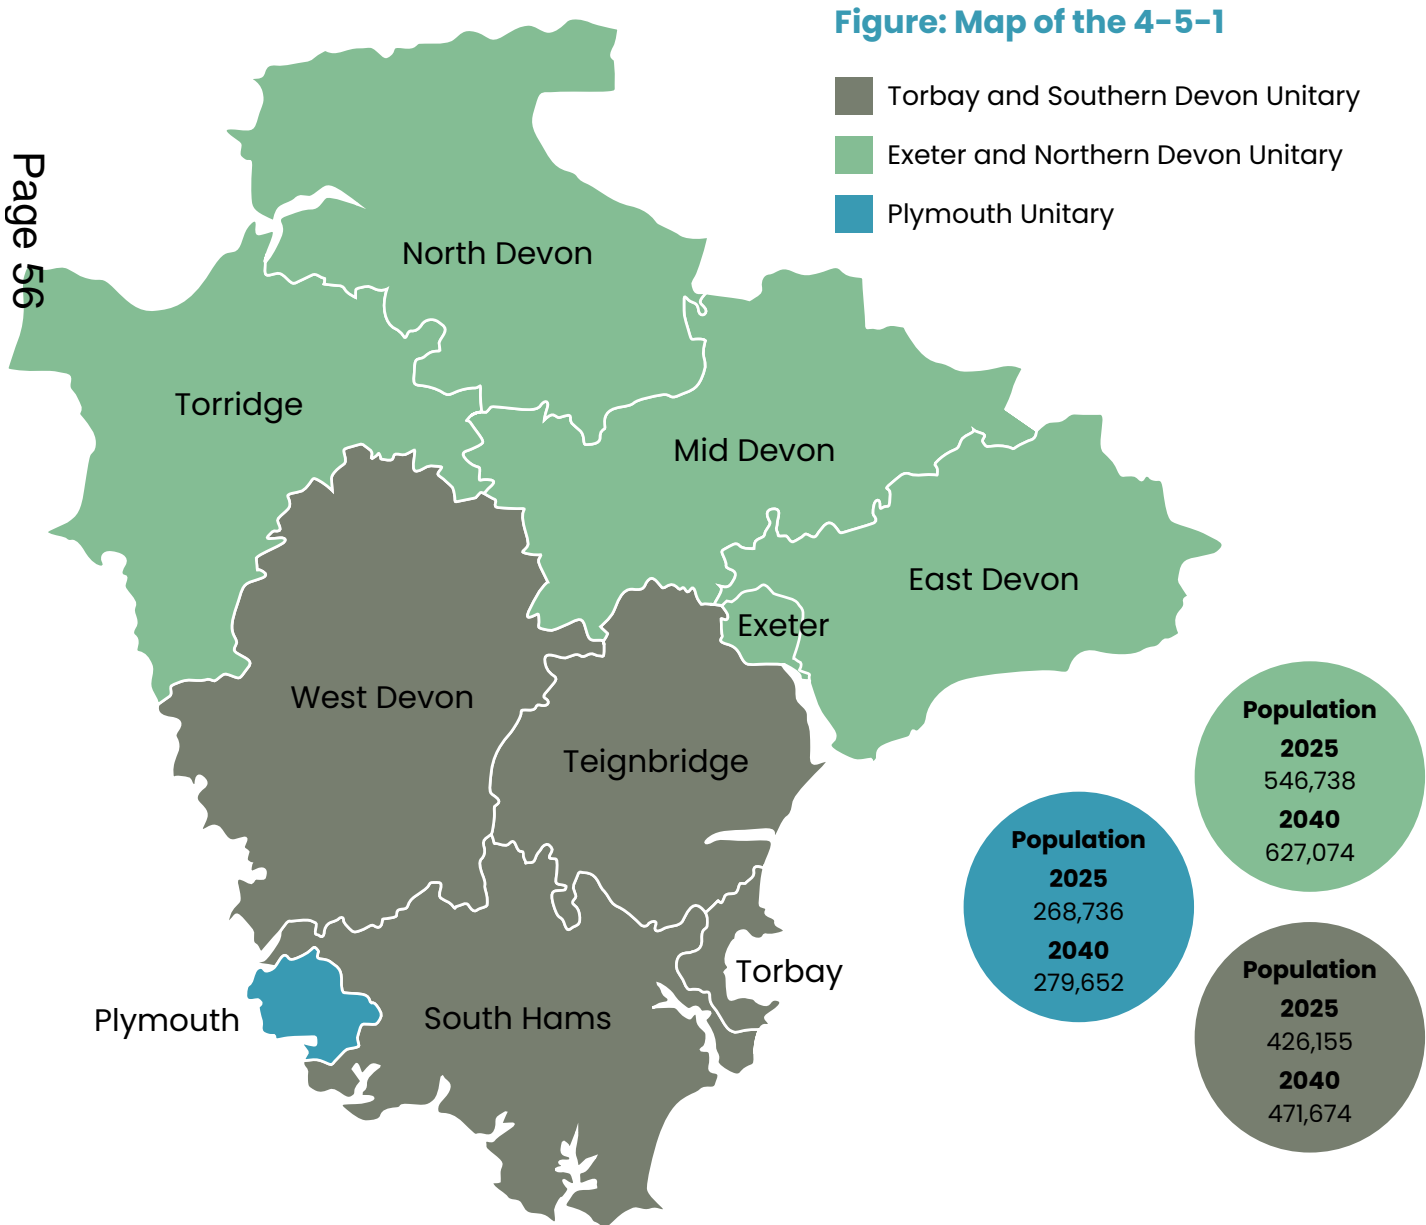 Figure: Map of the 4-5-1
Torbay and Southern Devon Unitary
Exeter and Northern Devon Unitary
Plymouth Unitary
Page 56
North Devon
Torridge
Mid Devon
East Devon
Exeter
West Devon
Teignbridge
Torbay
South Hams
Plymouth
Population
2025
546,738
2040
627,074
Population
2025
268,736
2040
279,652
Population
2025
426,155
2040
471,674